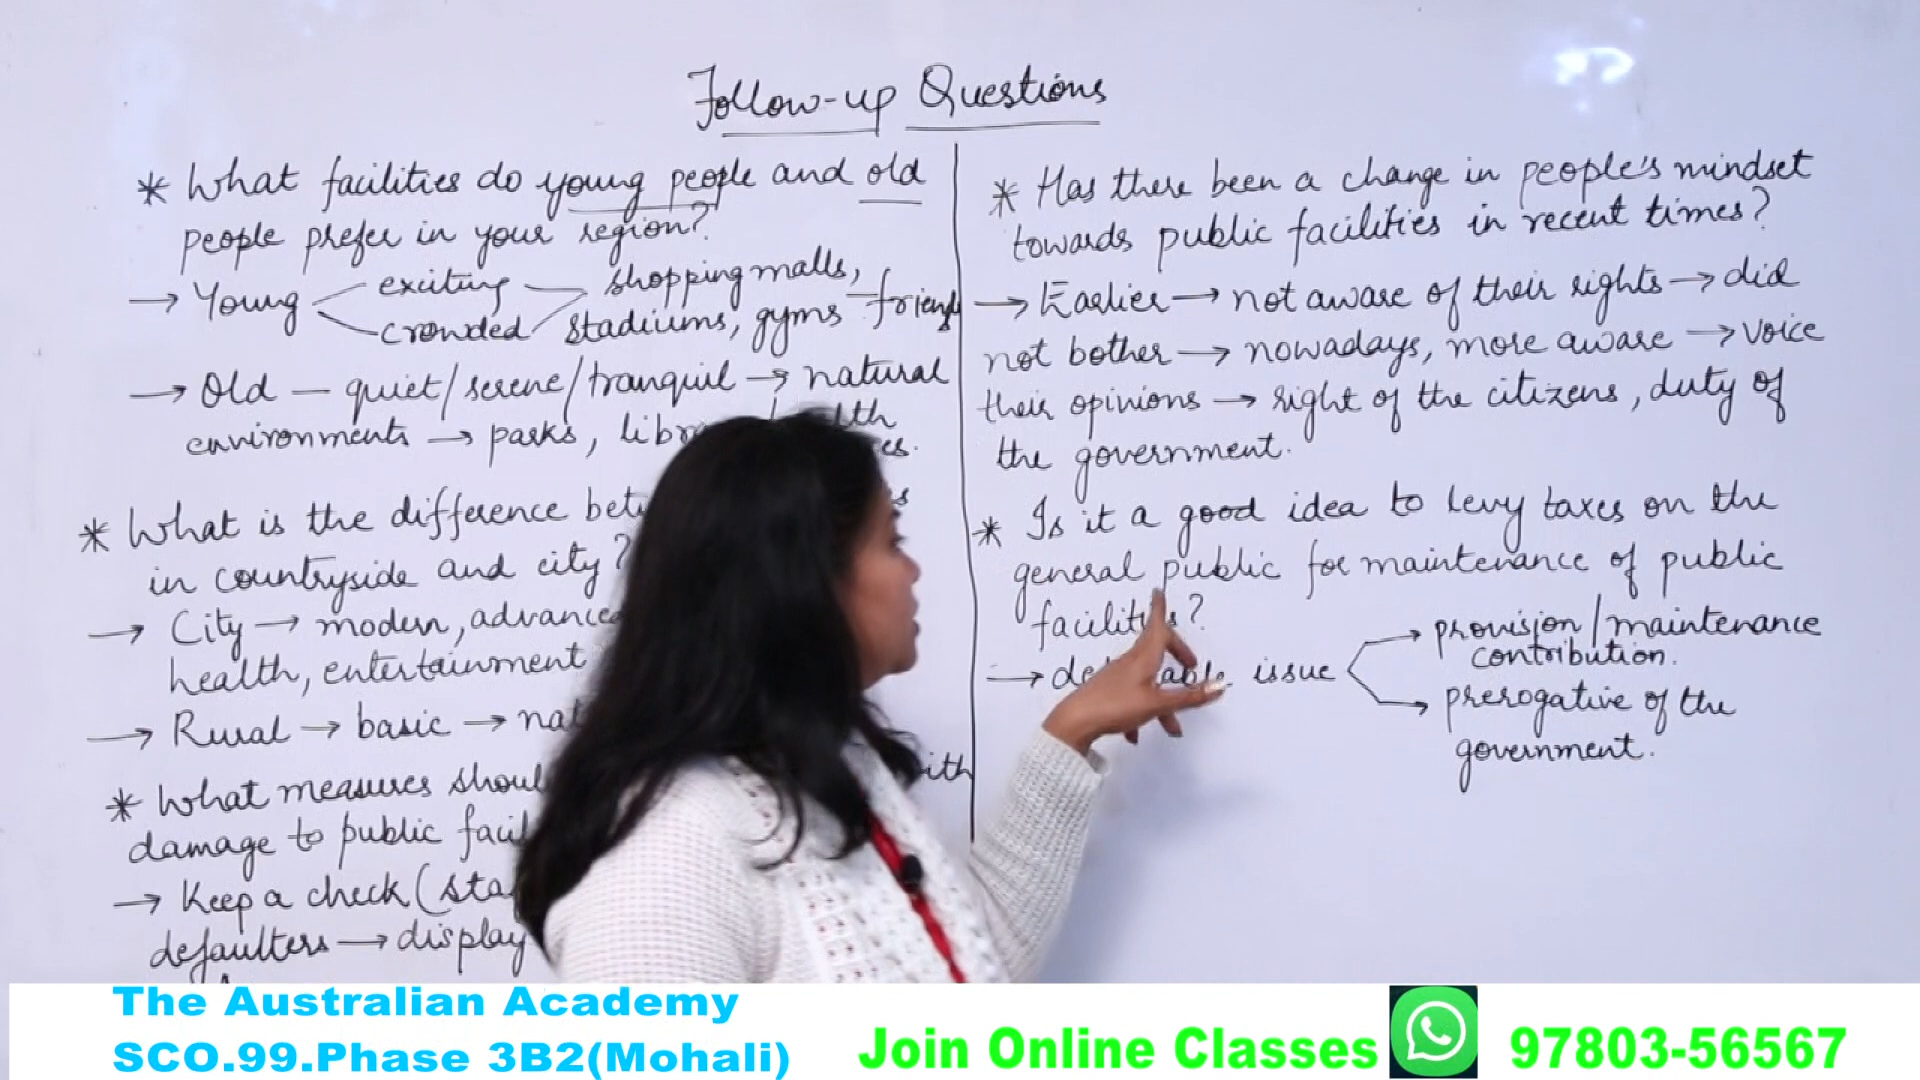 Follow-up Questions
* What facilities do young people and old
people prefer in your region?
→ Young exciting — shopping malls,
crowded stadiums, gyms – friends
→ Old — quiet/serene/tranquil → natural
environments → parks,
* What is the difference
in countryside and city?
→ City → modern, advanced
health, entertainment
→ Rural → basic →
* What measures with
damage to public
→ Keep a check (
defaulters → display
* Has there been a change in people's mindset
towards public facilities in recent times?
→ Earlier → not aware of their rights → did
not bother → nowadays, more aware → voice
their opinions → right of the citizens, duty of
the government.
* Is it a good idea to levy taxes on the
general public for maintenance of public
facilities?
→ debatable issue → provision/maintenance
contribution.
→ prerogative of the
government.
The Australian Academy
SCO.99.Phase 3B2(Mohali)
Join Online Classes 97803-56567